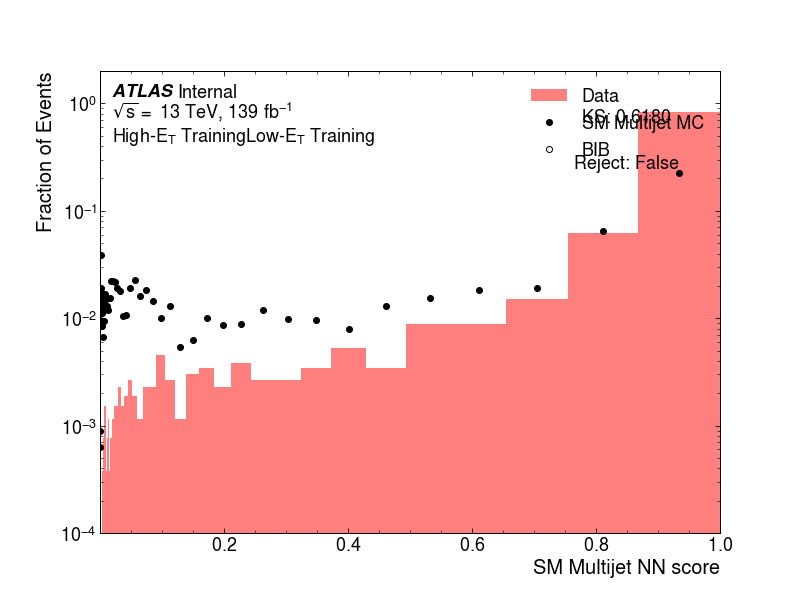 ATLAS Internal
√s = 13 TeV, 139 fb⁻¹
High-E_T TrainingLow-E_T Training
Data
KS: 0.6180
SM Multijet MC
BIB
Reject: False
Fraction of Events
10⁰
10⁻¹
10⁻²
10⁻³
10⁻⁴
0.2 0.4 0.6 0.8 1.0
SM Multijet NN score